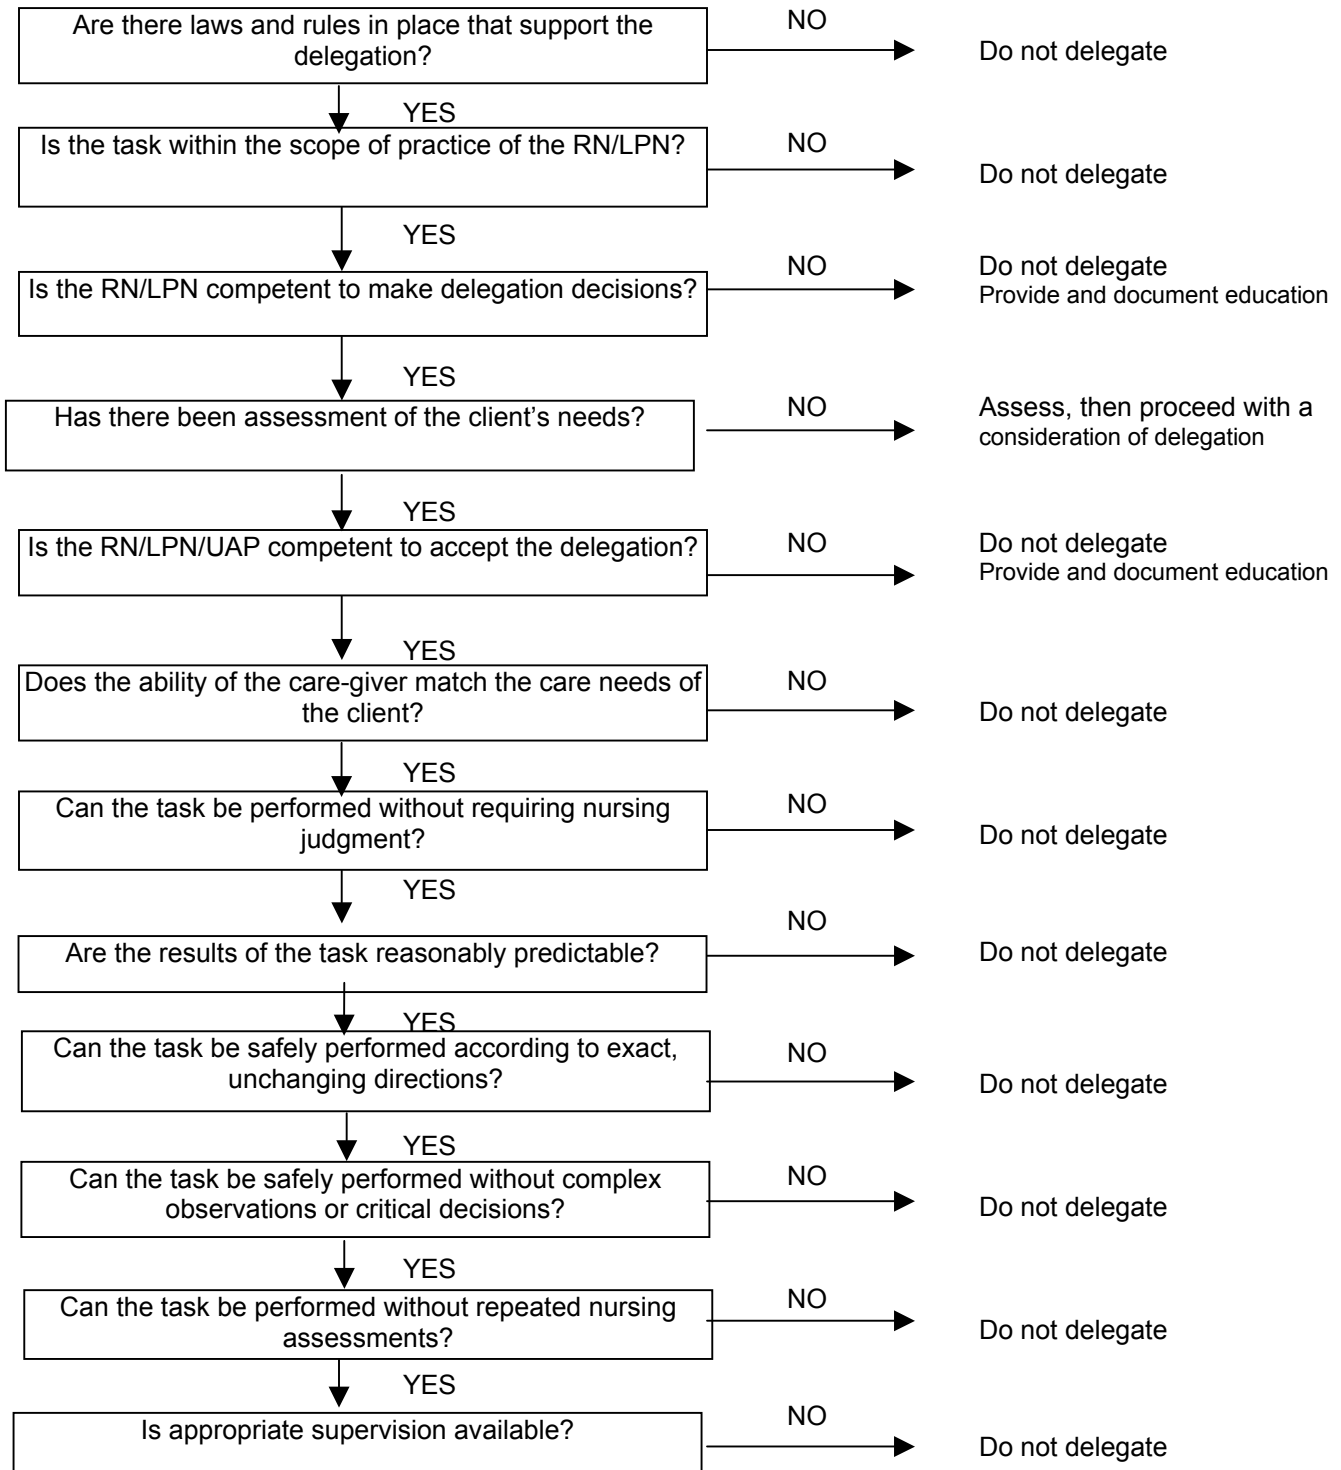 Are there laws and rules in place that support the
delegation?
NO
Do not delegate
YES
Is the task within the scope of practice of the RN/LPN?
NO
Do not delegate
YES
Is the RN/LPN competent to make delegation decisions?
NO
Do not delegate
Provide and document education
YES
Has there been assessment of the client's needs?
NO
Assess, then proceed with a
consideration of delegation
YES
Is the RN/LPN/UAP competent to accept the delegation?
NO
Do not delegate
Provide and document education
YES
Does the ability of the care-giver match the care needs of
the client?
NO
Do not delegate
YES
Can the task be performed without requiring nursing
judgment?
NO
Do not delegate
YES
Are the results of the task reasonably predictable?
NO
Do not delegate
YES
Can the task be safely performed according to exact,
unchanging directions?
NO
Do not delegate
YES
Can the task be safely performed without complex
observations or critical decisions?
NO
Do not delegate
YES
Can the task be performed without repeated nursing
assessments?
NO
Do not delegate
YES
Is appropriate supervision available?
NO
Do not delegate